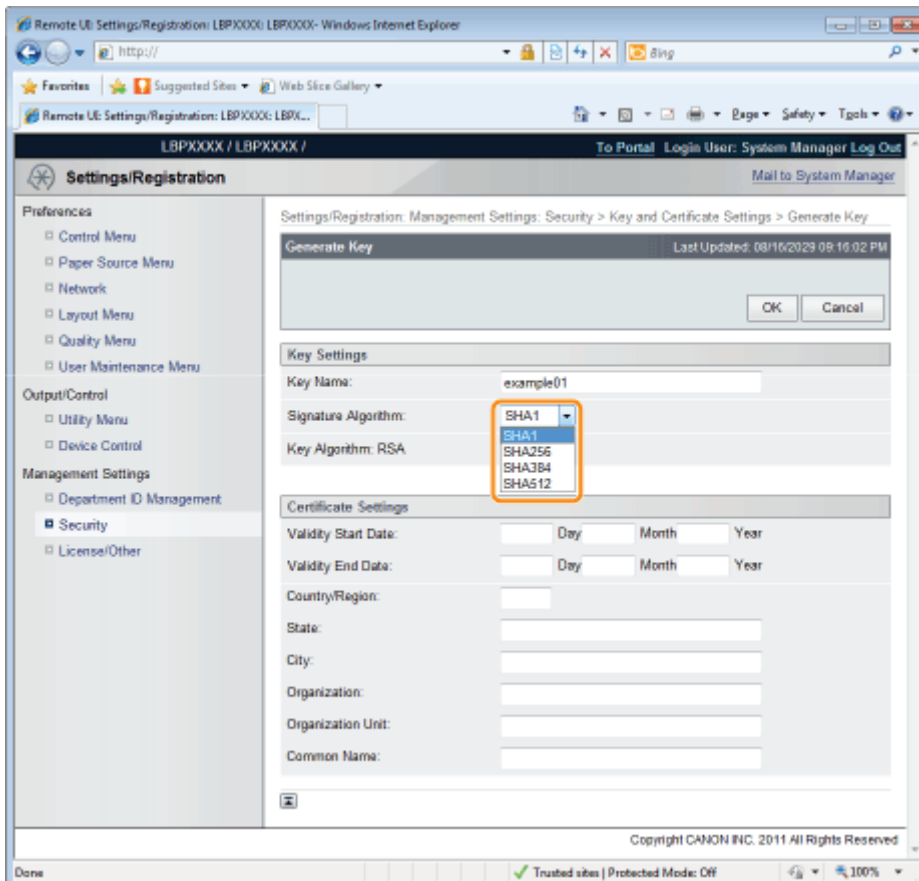 Remote UI: Settings/Registration: LBPXXXX: LBPXXXX- Windows Internet Explorer
http://
Bing
Favorites Suggested Sites Web Slice Gallery
Remote UI: Settings/Registration: LBPXXXX: LBPX... Page Safety Tools
LBPXXXX / LBPXXXX / To Portal Login User: System Manager Log Out
Settings/Registration Mail to System Manager
Preferences
Control Menu
Paper Source Menu
Network
Layout Menu
Quality Menu
User Maintenance Menu
Output/Control
Utility Menu
Device Control
Management Settings
Department ID Management
Security
License/Other
Settings/Registration: Management Settings: Security > Key and Certificate Settings > Generate Key
Generate Key Last Updated: 08/16/2029 09:16:02 PM
OK Cancel
Key Settings
Key Name: example01
Signature Algorithm: SHA1
SHA1
SHA256
SHA384
SHA512
Key Algorithm: RSA
Certificate Settings
Validity Start Date: Day Month Year
Validity End Date: Day Month Year
Country/Region:
State:
City:
Organization:
Organization Unit:
Common Name:
Copyright CANON INC. 2011 All Rights Reserved
Done Trusted sites | Protected Mode: Off 100%